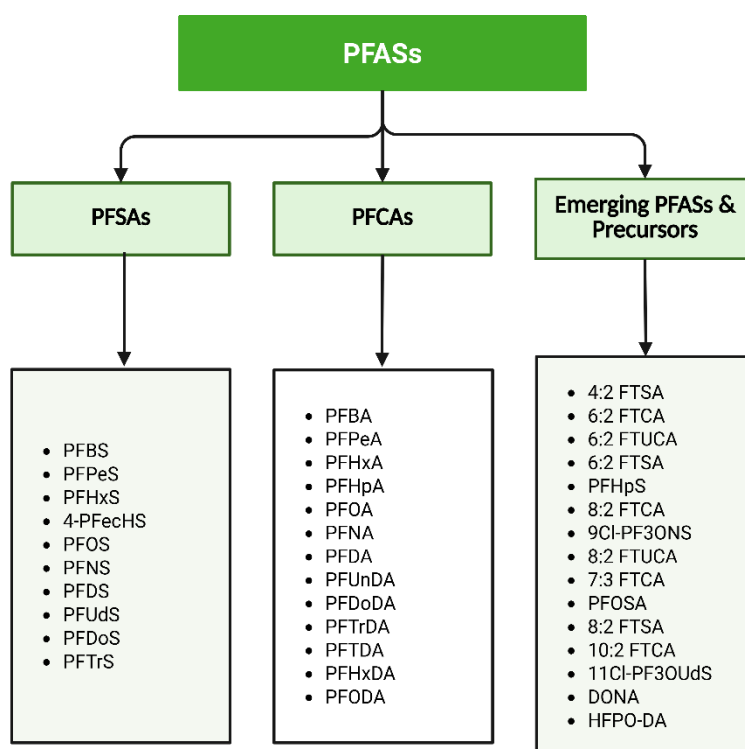 PFASs
PFSAs
PFCAs
Emerging PFASs &
Precursors
• PFBS
• PFPeS
• PFHxS
• 4-PFecHS
• PFOS
• PFNS
• PFDS
• PFUdS
• PFDoS
• PFTrS
• PFBA
• PFPeA
• PFHxA
• PFHpA
• PFOA
• PFNA
• PFDA
• PFUnDA
• PFDoDA
• PFTrDA
• PFTDA
• PFHxDA
• PFODA
• 4:2 FTSA
• 6:2 FTCA
• 6:2 FTUCA
• 6:2 FTSA
• PFHpS
• 8:2 FTCA
• 9Cl-PF3ONS
• 8:2 FTUCA
• 7:3 FTCA
• PFOSA
• 8:2 FTSA
• 10:2 FTCA
• 11Cl-PF3OUdS
• DONA
• HFPO-DA